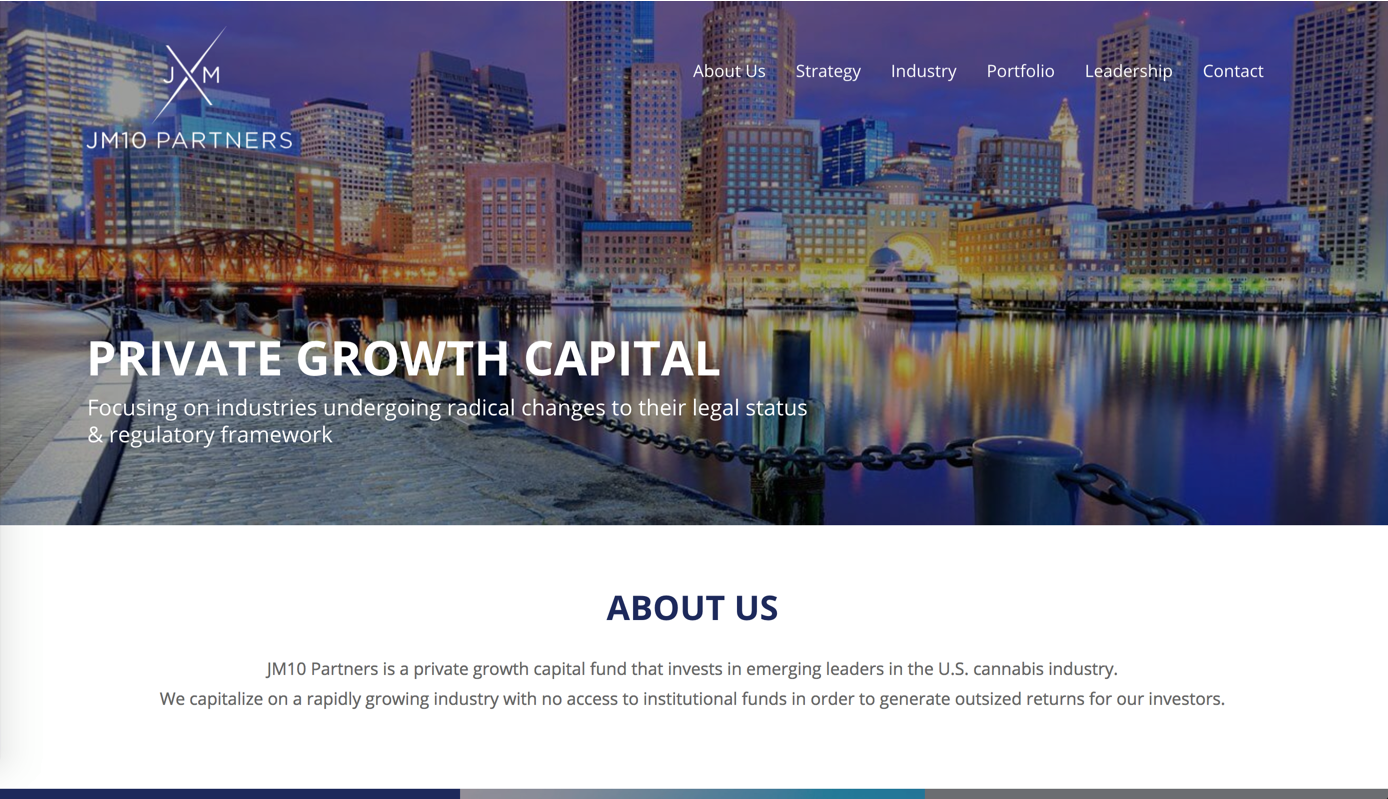 J M
JM10 PARTNERS
About Us Strategy Industry Portfolio Leadership Contact
PRIVATE GROWTH CAPITAL
Focusing on industries undergoing radical changes to their legal status
& regulatory framework
ABOUT US
JM10 Partners is a private growth capital fund that invests in emerging leaders in the U.S. cannabis industry.
We capitalize on a rapidly growing industry with no access to institutional funds in order to generate outsized returns for our investors.